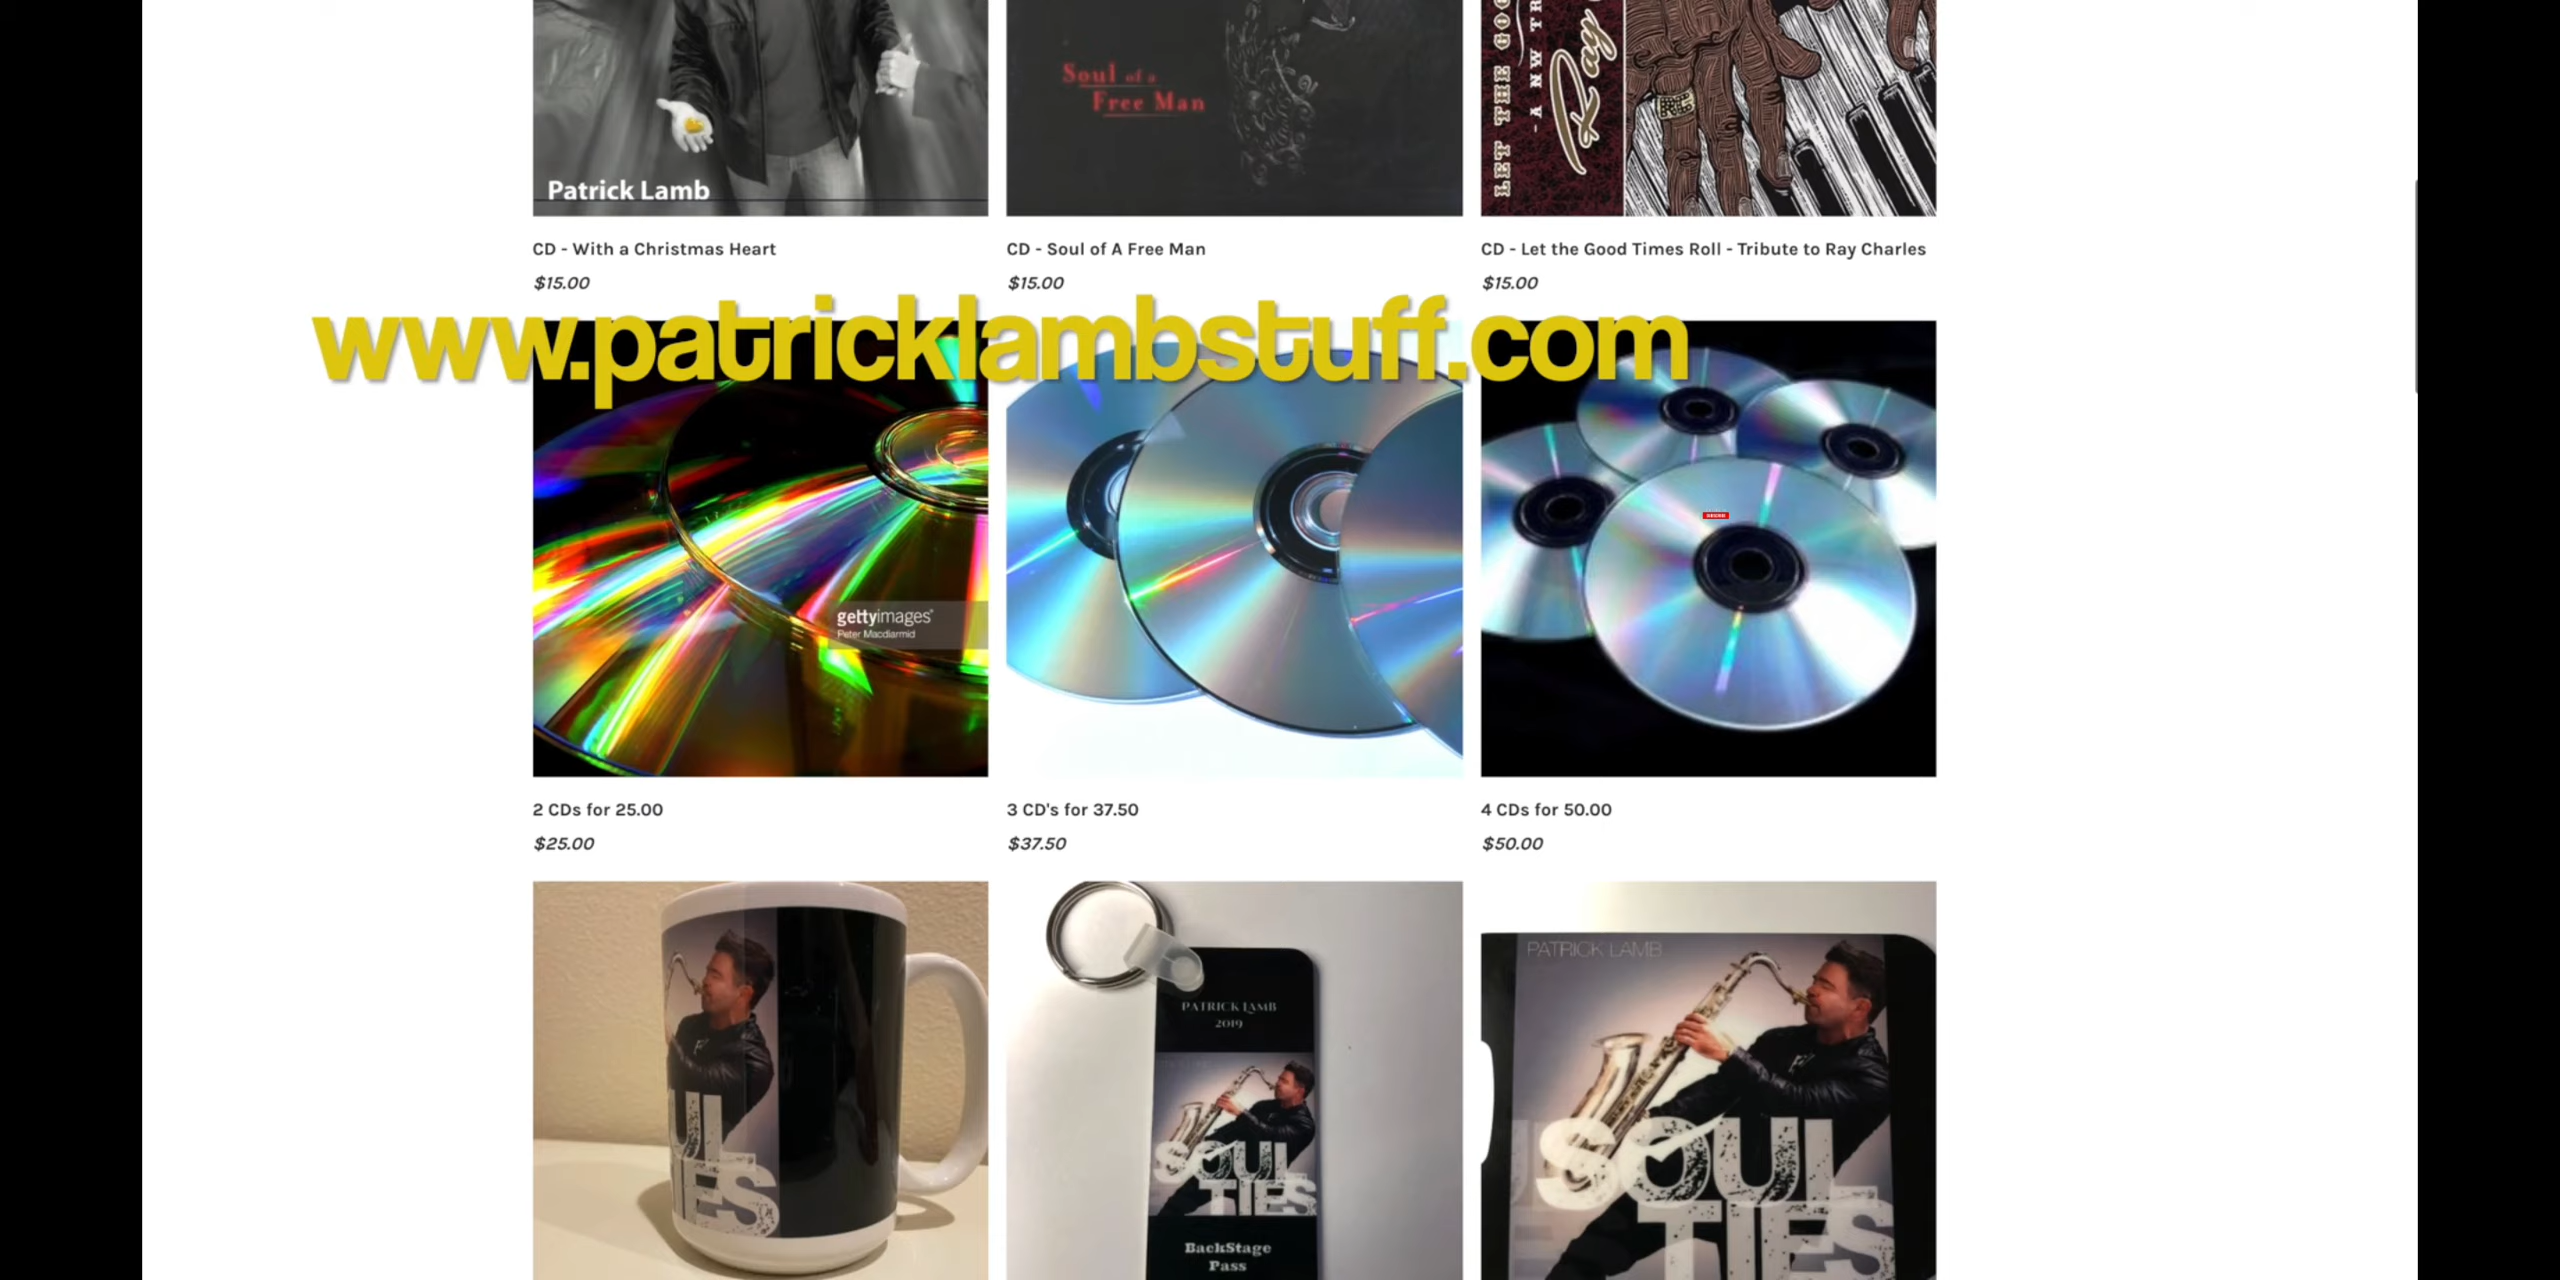 Patrick Lamb
Soul of a
Free Man
LET THE GOO
- A NW TR
Ray
CD - With a Christmas Heart
$15.00
CD - Soul of A Free Man
$15.00
CD - Let the Good Times Roll - Tribute to Ray Charles
$15.00
www.patricklambstuff.com
gettyimages®
Peter Macdiarmid
2 CDs for 25.00
$25.00
3 CD's for 37.50
$37.50
4 CDs for 50.00
$50.00
UL
IES
PATRICK LAMB
2019
SOUL
TIES
BackStage
Pass
PATRICK LAMB
SOUL
TIES